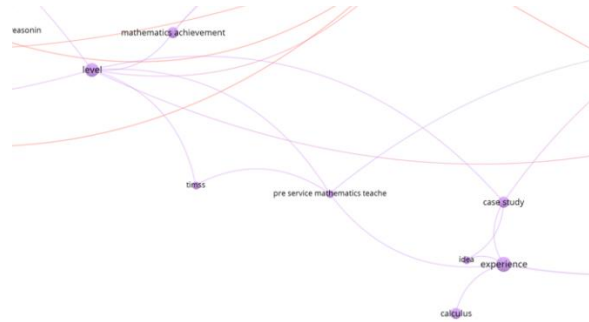 easonin
mathematics achievement
level
timss
pre service mathematics teache
case study
idea
experience
calculus